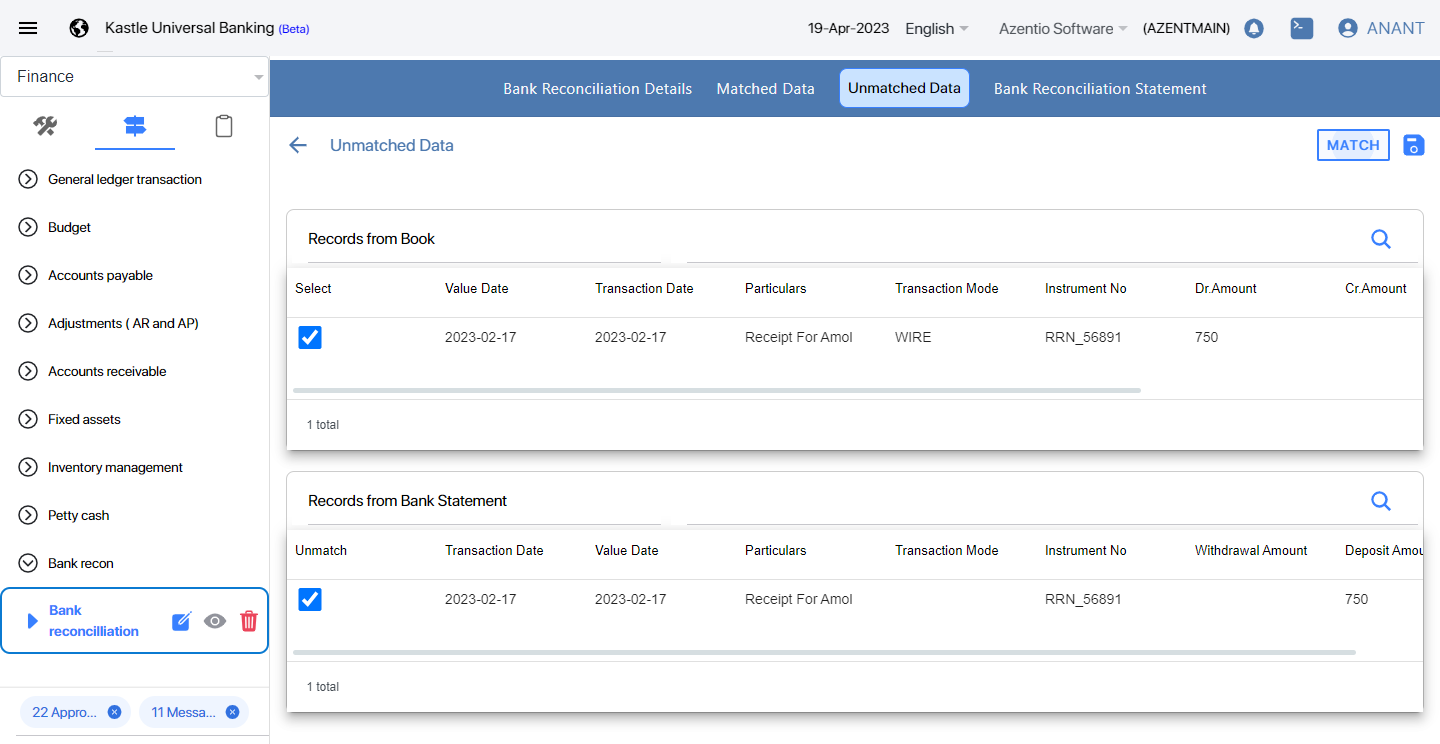 Kastle Universal Banking (Beta)
19-Apr-2023
English
Azentio Software
(AZENTMAIN)
ANANT
Finance
General ledger transaction
Budget
Accounts payable
Adjustments ( AR and AP)
Accounts receivable
Fixed assets
Inventory management
Petty cash
Bank recon
Bank
reconcilliation
22 Appro...
11 Messa...
Bank Reconciliation Details
Matched Data
Unmatched Data
Bank Reconciliation Statement
Unmatched Data
MATCH
Records from Book
Select Value Date Transaction Date Particulars Transaction Mode Instrument No Dr.Amount Cr.Amount
2023-02-17 2023-02-17 Receipt For Amol WIRE RRN_56891 750
1 total
Records from Bank Statement
Unmatch Transaction Date Value Date Particulars Transaction Mode Instrument No Withdrawal Amount Deposit Amou
2023-02-17 2023-02-17 Receipt For Amol RRN_56891 750
1 total